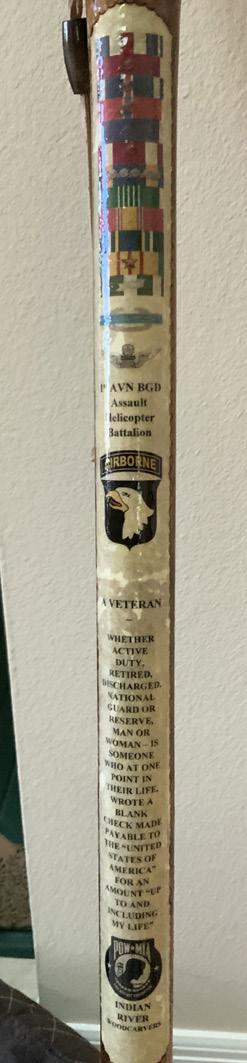 1st AVN BGD
Assault
Helicopter
Battalion
AIRBORNE
A VETERAN
–
WHETHER
ACTIVE
DUTY,
RETIRED,
DISCHARGED,
NATIONAL
GUARD OR
RESERVE,
MAN OR
WOMAN – IS
SOMEONE
WHO AT ONE
POINT IN
THEIR LIFE,
WROTE A
BLANK
CHECK MADE
PAYABLE TO
THE "UNITED
STATES OF
AMERICA"
FOR AN
AMOUNT "UP
TO AND
INCLUDING
MY LIFE"
POW★MIA
INDIAN
RIVER
WOODCARVERS